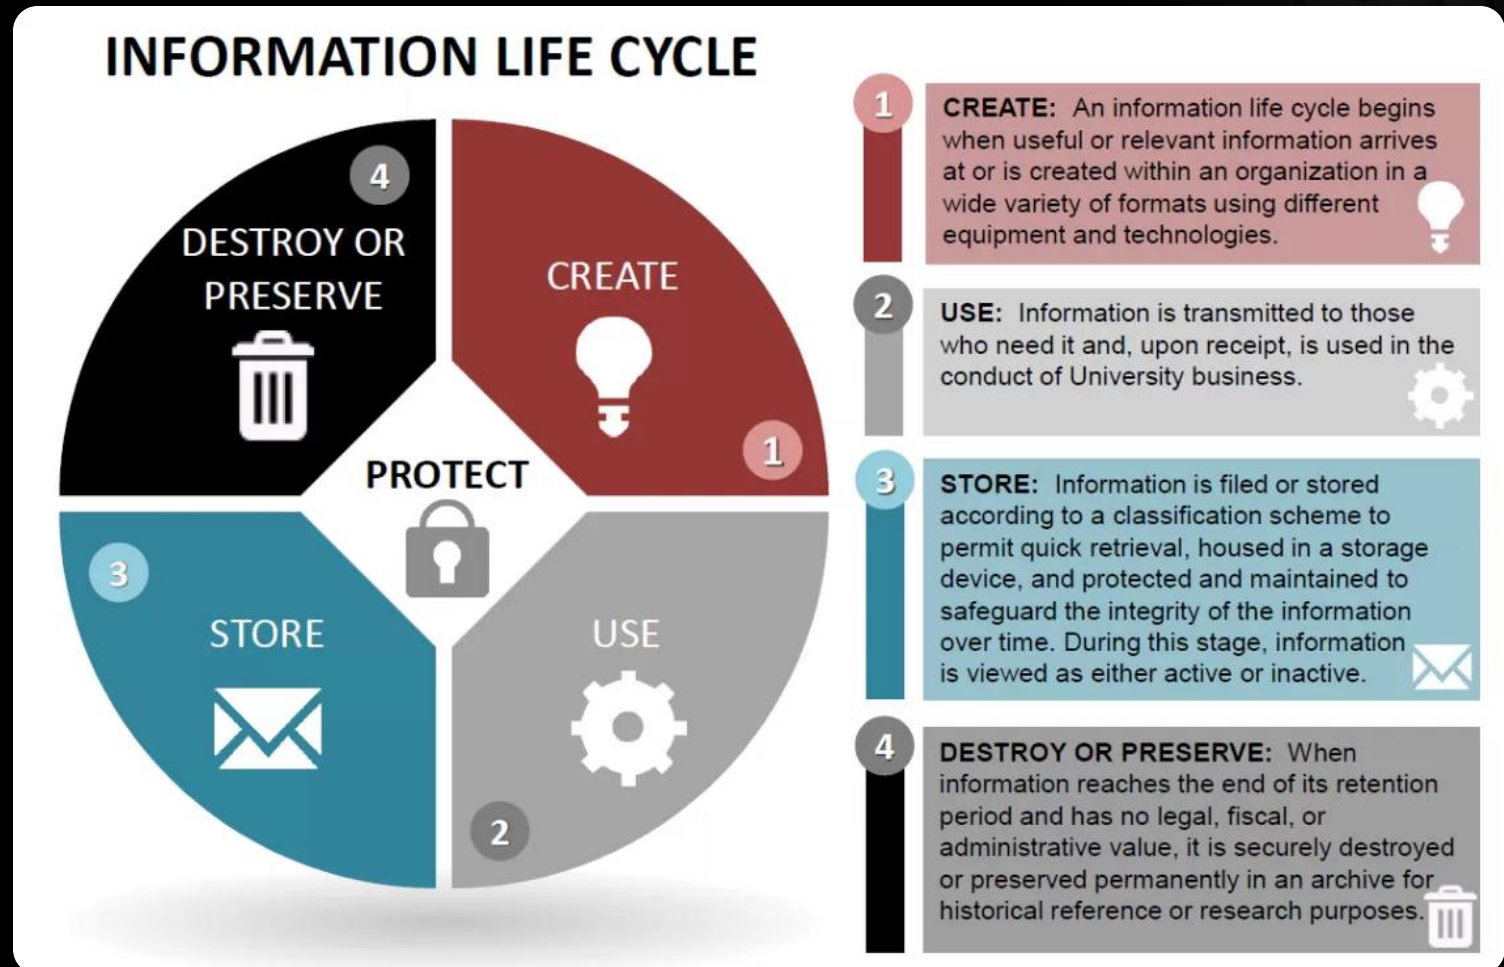 INFORMATION LIFE CYCLE
4
DESTROY OR
PRESERVE
CREATE
1
PROTECT
3
STORE
USE
2
1
CREATE: An information life cycle begins
when useful or relevant information arrives
at or is created within an organization in a
wide variety of formats using different
equipment and technologies.
2
USE: Information is transmitted to those
who need it and, upon receipt, is used in the
conduct of University business.
3
STORE: Information is filed or stored
according to a classification scheme to
permit quick retrieval, housed in a storage
device, and protected and maintained to
safeguard the integrity of the information
over time. During this stage, information
is viewed as either active or inactive.
4
DESTROY OR PRESERVE: When
information reaches the end of its retention
period and has no legal, fiscal, or
administrative value, it is securely destroyed
or preserved permanently in an archive for
historical reference or research purposes.